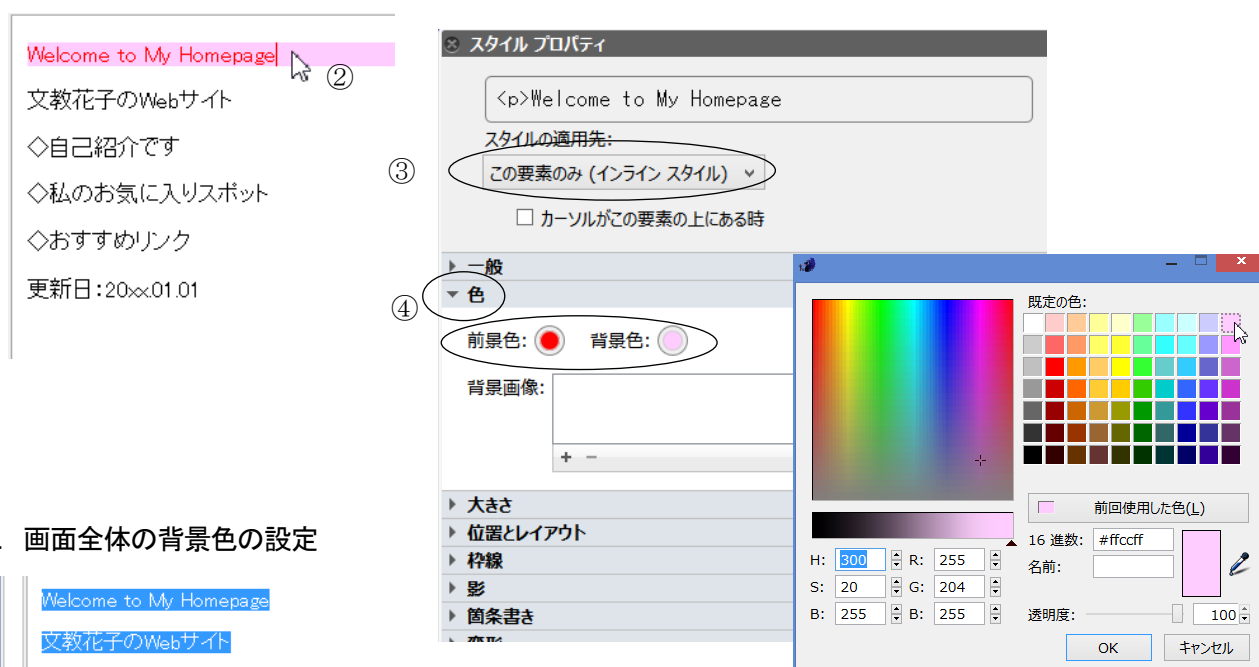 Welcome to My Homepage
②
文教花子のWebサイト
◇自己紹介です
◇私のお気に入りスポット
◇おすすめリンク
更新日：20xx.01.01
スタイル プロパティ
<p>Welcome to My Homepage
スタイルの適用先:
③
この要素のみ (インライン スタイル)
カーソルがこの要素の上にある時
一般
④
色
前景色: 背景色:
背景画像:
+ −
大きさ
位置とレイアウト
枠線
影
箇条書き
既定の色:
前回使用した色(L)
16 進数: #ffccff
名前:
H: 300 R: 255
S: 20 G: 204
B: 255 B: 255
透明度: 100
OK キャンセル
画面全体の背景色の設定
Welcome to My Homepage
文教花子のWebサイト